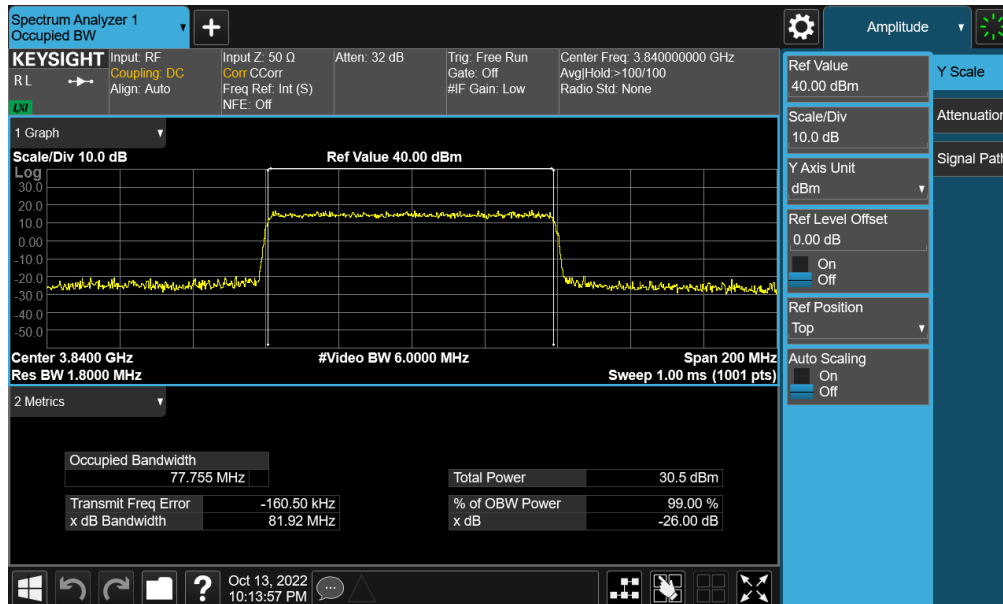 Spectrum Analyzer 1
Occupied BW
+
Amplitude
KEYSIGHT
R L
LXI
Input: RF
Coupling: DC
Align: Auto
Input Z: 50 Ω
Corr CCorr
Freq Ref: Int (S)
NFE: Off
Atten: 32 dB
Trig: Free Run
Gate: Off
#IF Gain: Low
Center Freq: 3.840000000 GHz
Avg|Hold:>100/100
Radio Std: None
1 Graph
Scale/Div 10.0 dB
Ref Value 40.00 dBm
Log
30.0
20.0
10.0
0.00
-10.0
-20.0
-30.0
-40.0
-50.0
Center 3.8400 GHz
#Video BW 6.0000 MHz
Span 200 MHz
Res BW 1.8000 MHz
Sweep 1.00 ms (1001 pts)
2 Metrics
Occupied Bandwidth
77.755 MHz
Total Power 30.5 dBm
Transmit Freq Error -160.50 kHz
% of OBW Power 99.00 %
x dB Bandwidth 81.92 MHz
x dB -26.00 dB
?
Oct 13, 2022
10:13:57 PM
Ref Value
40.00 dBm
Scale/Div
10.0 dB
Y Axis Unit
dBm
Ref Level Offset
0.00 dB
On
Off
Ref Position
Top
Auto Scaling
On
Off
Y Scale
Attenuation
Signal Path